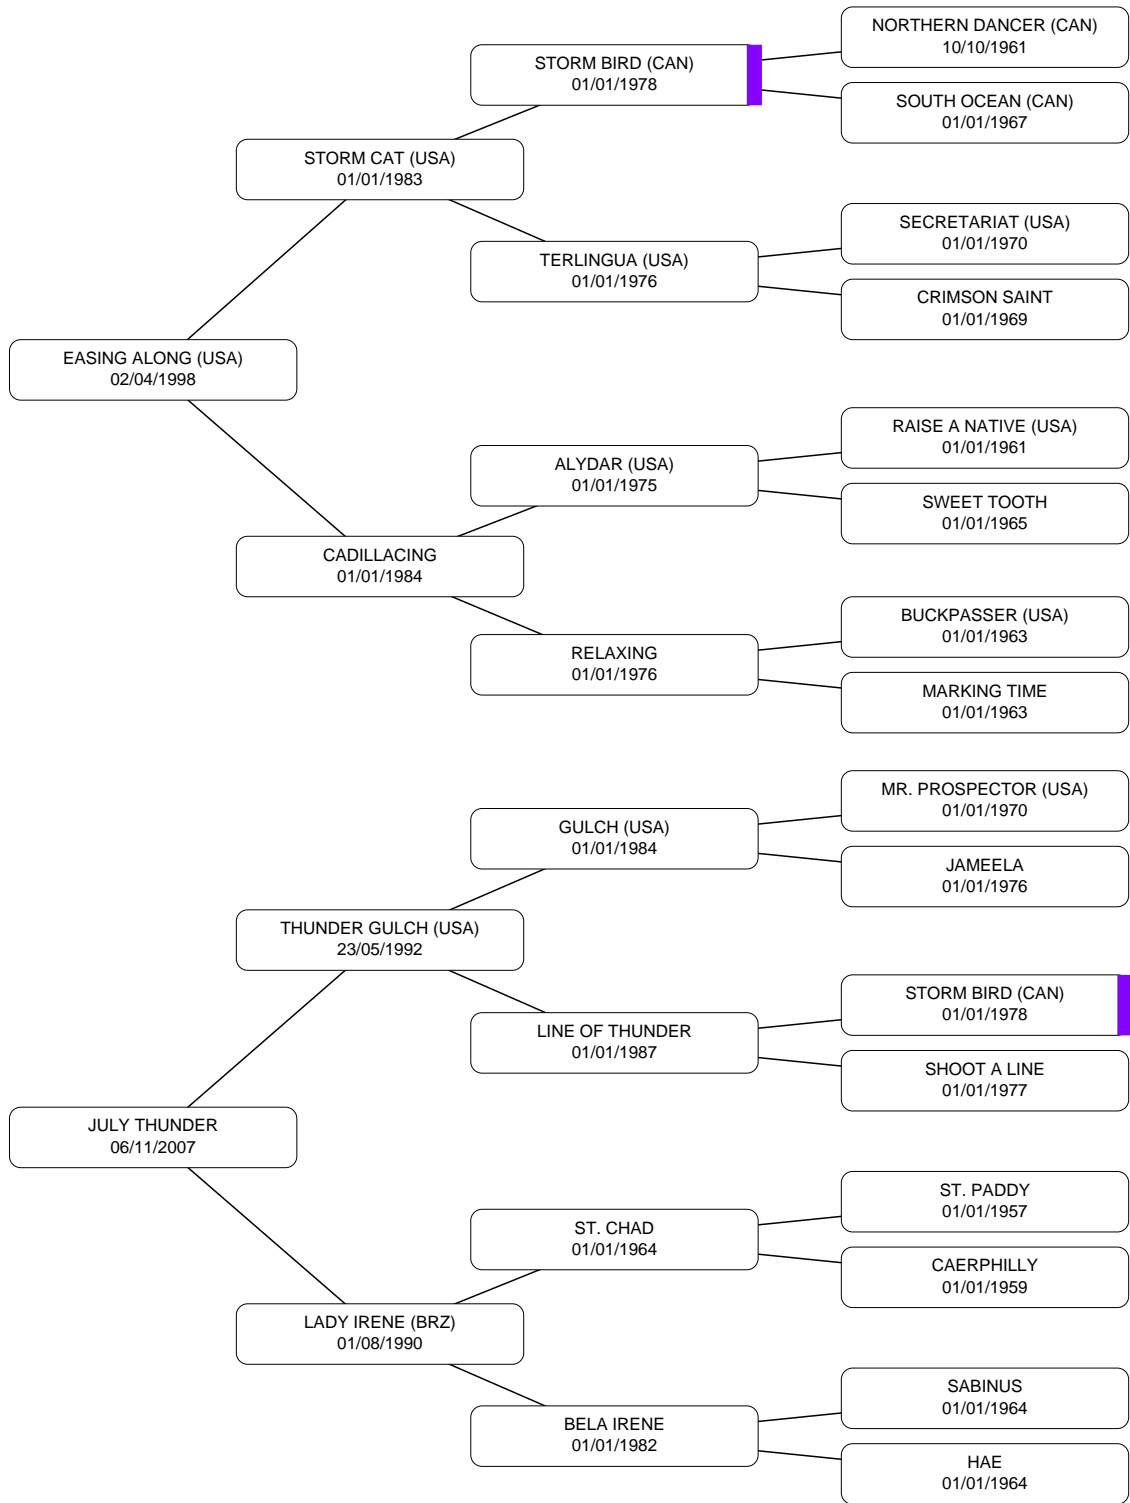 NORTHERN DANCER (CAN)
10/10/1961
STORM BIRD (CAN)
01/01/1978
SOUTH OCEAN (CAN)
01/01/1967
STORM CAT (USA)
01/01/1983
SECRETARIAT (USA)
01/01/1970
TERLINGUA (USA)
01/01/1976
CRIMSON SAINT
01/01/1969
EASING ALONG (USA)
02/04/1998
RAISE A NATIVE (USA)
01/01/1961
ALYDAR (USA)
01/01/1975
SWEET TOOTH
01/01/1965
CADILLACING
01/01/1984
BUCKPASSER (USA)
01/01/1963
RELAXING
01/01/1976
MARKING TIME
01/01/1963
MR. PROSPECTOR (USA)
01/01/1970
GULCH (USA)
01/01/1984
JAMEELA
01/01/1976
THUNDER GULCH (USA)
23/05/1992
STORM BIRD (CAN)
01/01/1978
LINE OF THUNDER
01/01/1987
SHOOT A LINE
01/01/1977
JULY THUNDER
06/11/2007
ST. PADDY
01/01/1957
ST. CHAD
01/01/1964
CAERPHILLY
01/01/1959
LADY IRENE (BRZ)
01/08/1990
SABINUS
01/01/1964
BELA IRENE
01/01/1982
HAE
01/01/1964